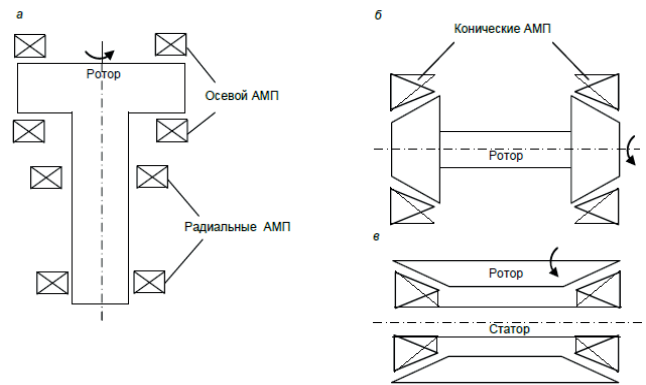 а
Ротор
Осевой АМП
Радиальные АМП
б
Конические АМП
Ротор
в
Ротор
Статор